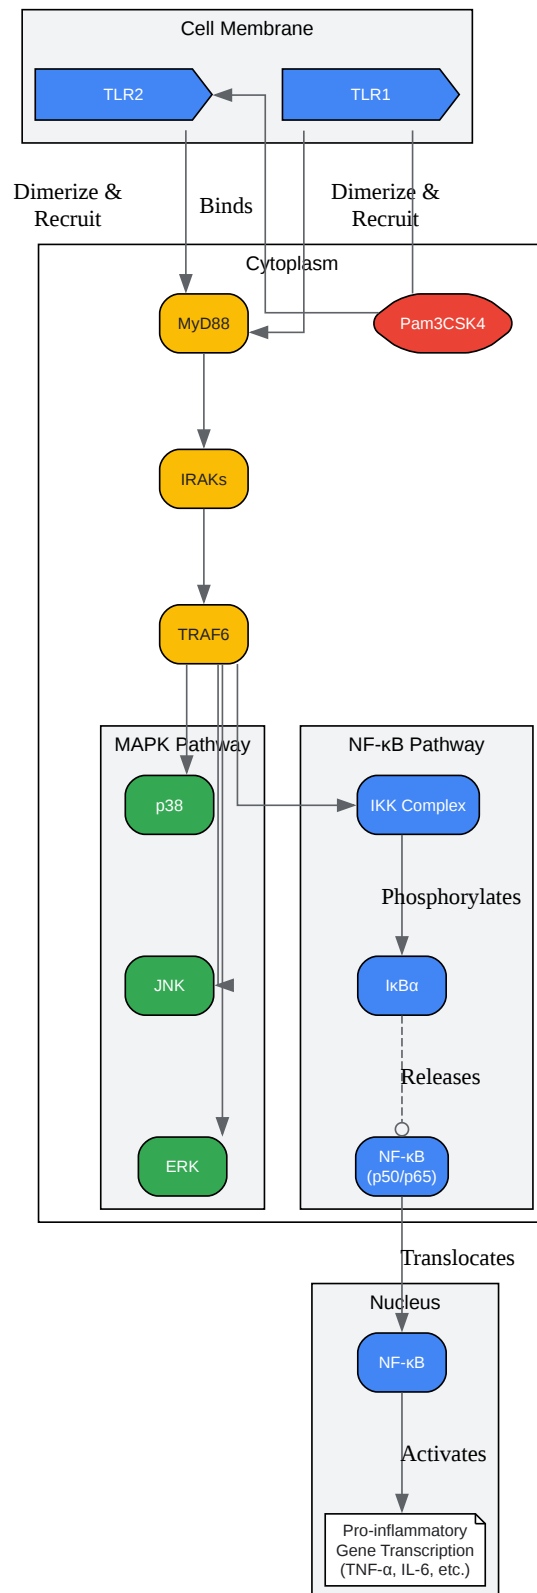 Cell Membrane
TLR2
TLR1
Dimerize &
Recruit
Binds
Dimerize &
Recruit
Cytoplasm
MyD88
Pam3CSK4
IRAKs
TRAF6
MAPK Pathway
NF-κB Pathway
p38
IKK Complex
Phosphorylates
JNK
IκBα
Releases
ERK
NF-κB
(p50/p65)
Translocates
Nucleus
NF-κB
Activates
Pro-inflammatory
Gene Transcription
(TNF-α, IL-6, etc.)